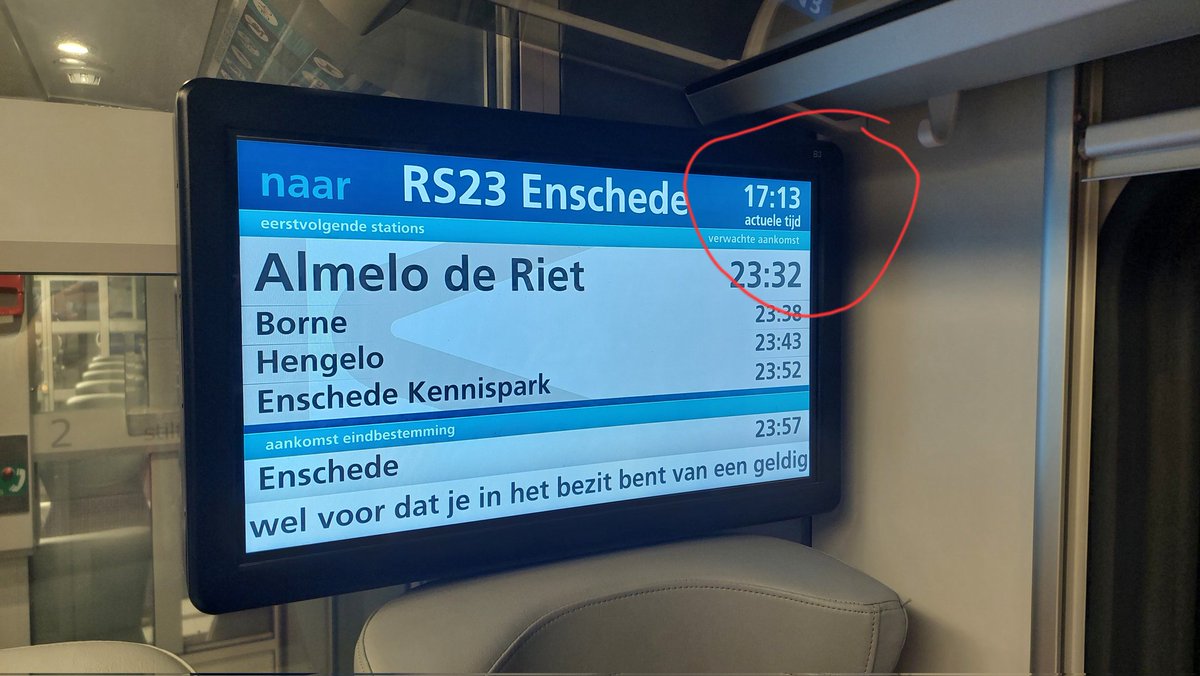 naar RS23 Enschede 17:13
actuele tijd
eerstvolgende stations verwachte aankomst
Almelo de Riet 23:32
Borne 23:38
Hengelo 23:43
Enschede Kennispark 23:52
aankomst eindbestemming 23:57
Enschede
wel voor dat je in het bezit bent van een geldig
2
3